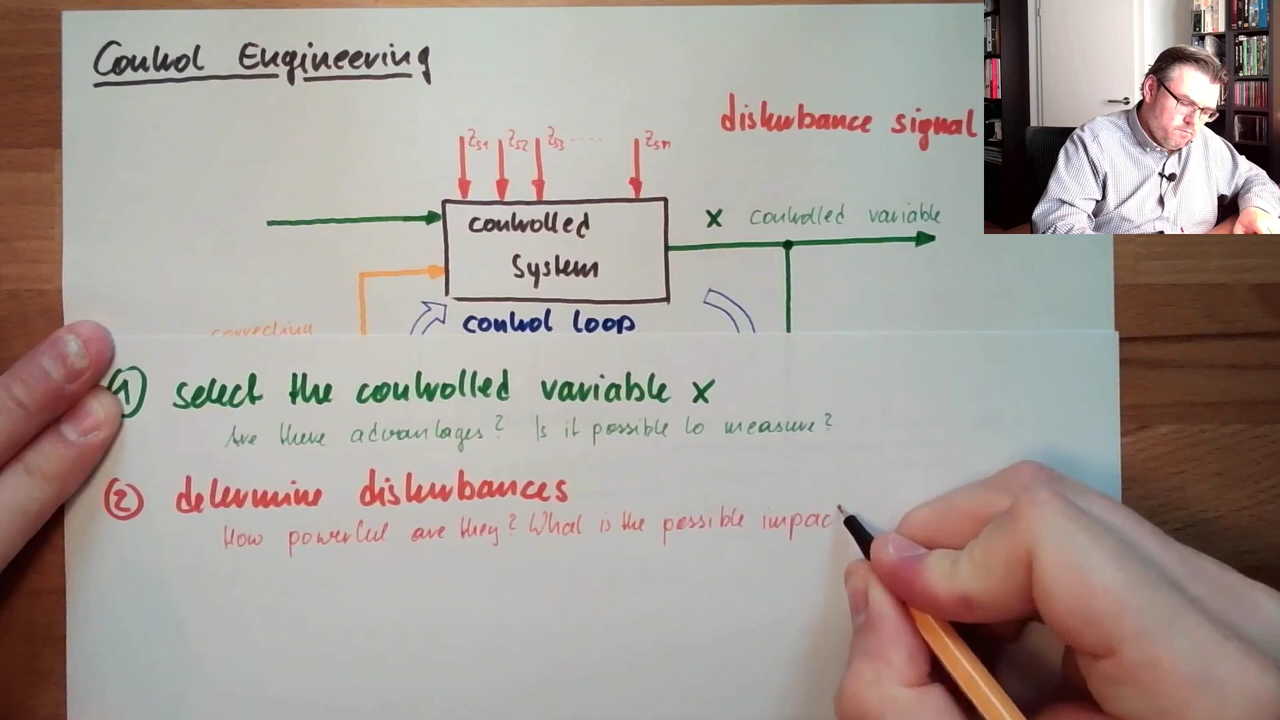 Control Engineering
disturbance signal
zS1 zS2 zS3 ..... zSn
controlled
System
x controlled variable
control loop
correcting
① select the controlled variable x
Are there advantages? Is it possible to measure?
② determine disturbances
How powerful are they? What is the possible impac